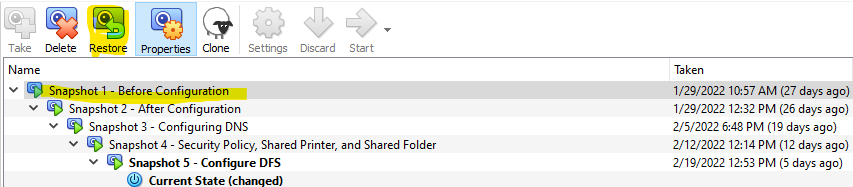 Take Delete Restore Properties Clone Settings Discard Start
Name Taken
Snapshot 1 - Before Configuration 1/29/2022 10:57 AM (27 days ago)
Snapshot 2 - After Configuration 1/29/2022 12:32 PM (26 days ago)
Snapshot 3 - Configuring DNS 2/5/2022 6:48 PM (19 days ago)
Snapshot 4 - Security Policy, Shared Printer, and Shared Folder 2/12/2022 12:14 PM (12 days ago)
Snapshot 5 - Configure DFS 2/19/2022 12:53 PM (5 days ago)
Current State (changed)